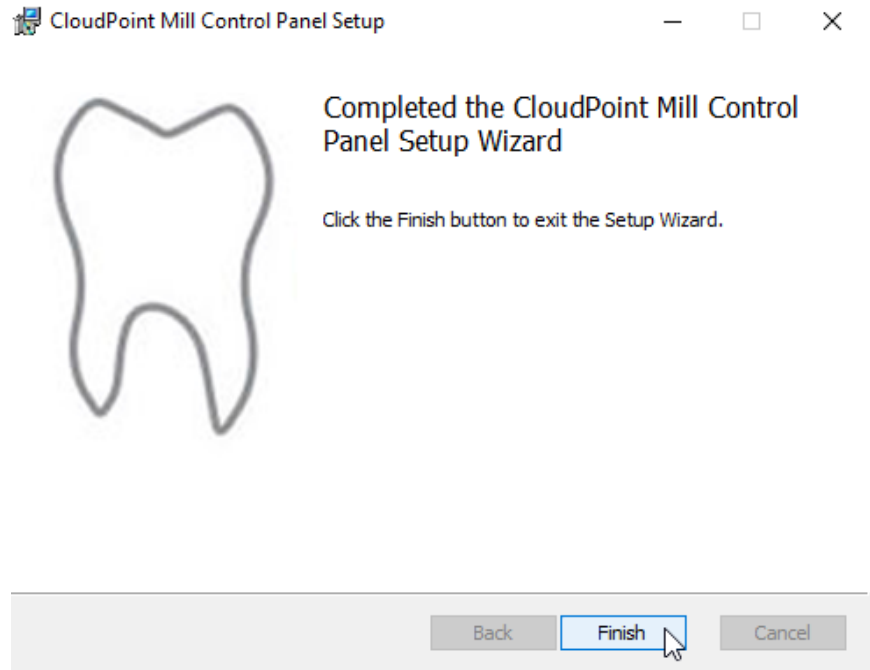 CloudPoint Mill Control Panel Setup
Completed the CloudPoint Mill Control
Panel Setup Wizard
Click the Finish button to exit the Setup Wizard.
Back
Finish
Cancel